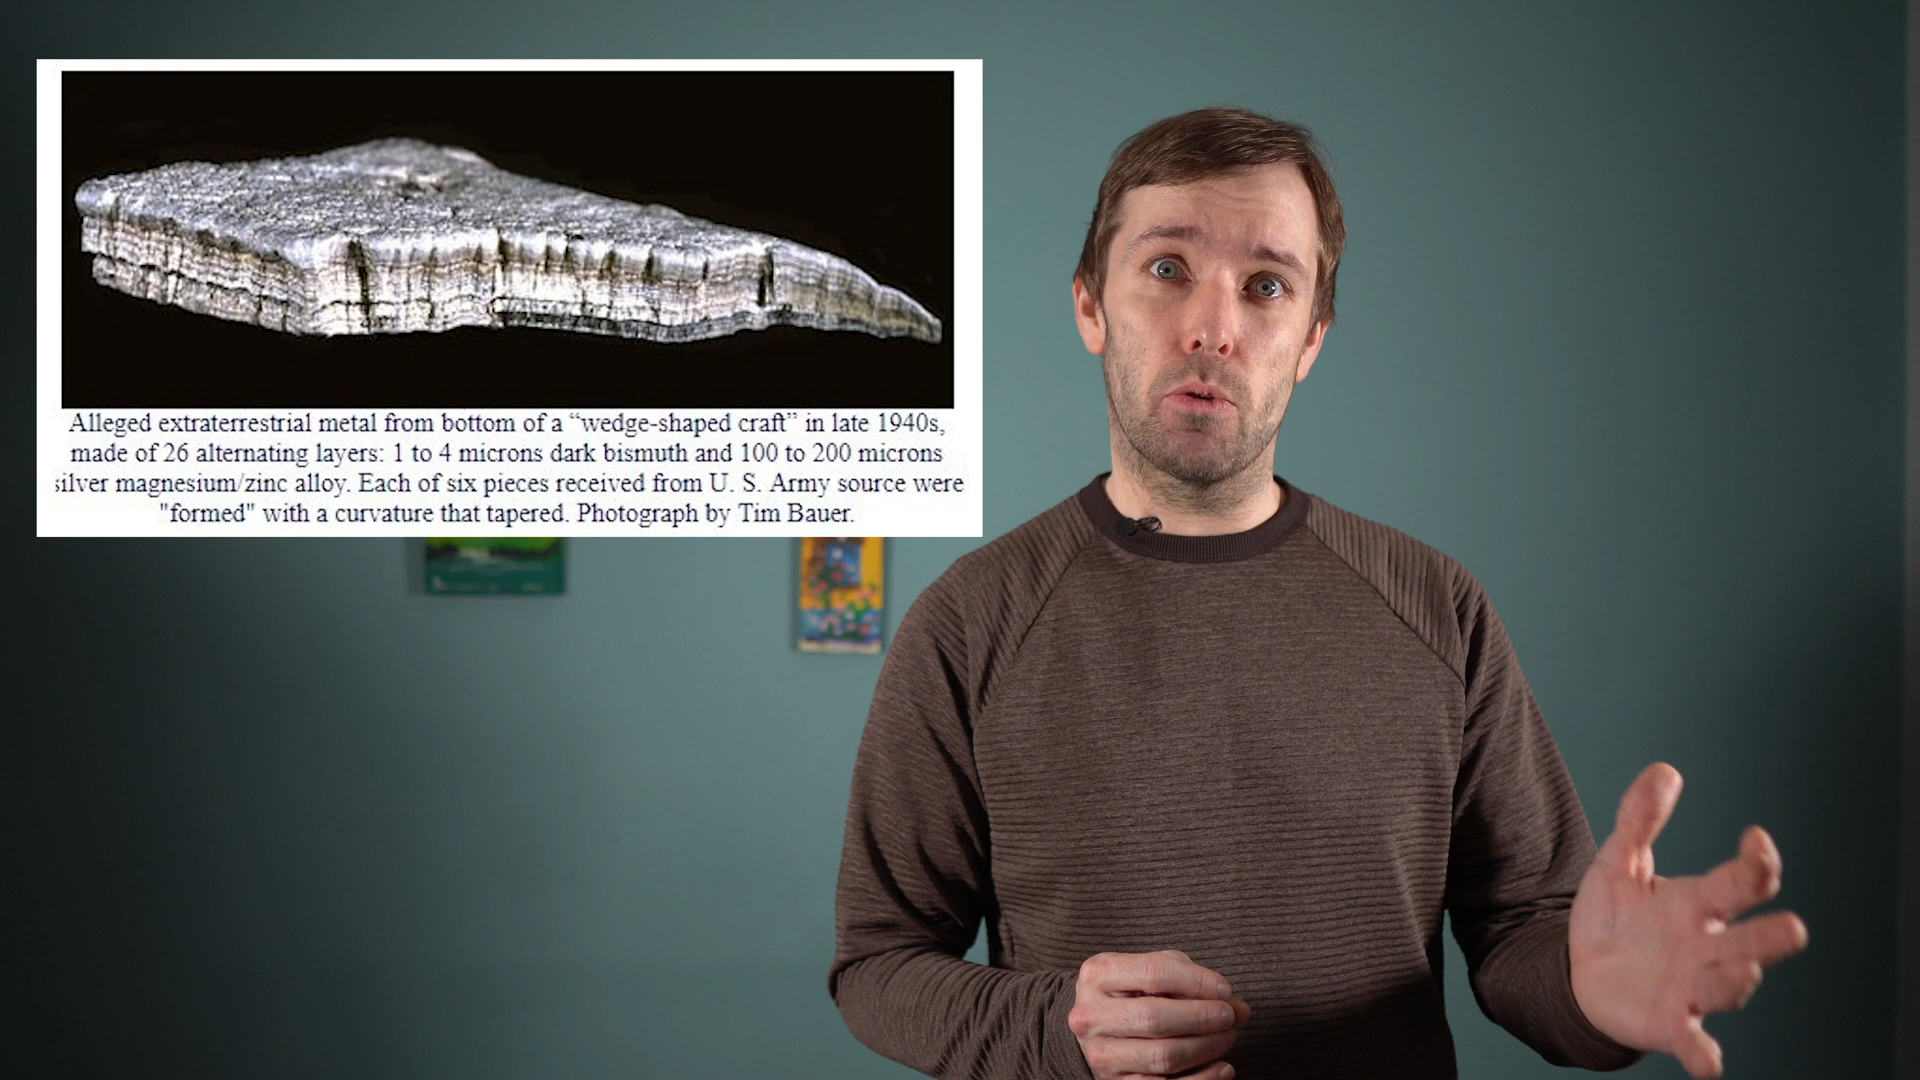 Alleged extraterrestrial metal from bottom of a “wedge-shaped craft” in late 1940s,
made of 26 alternating layers: 1 to 4 microns dark bismuth and 100 to 200 microns
silver magnesium/zinc alloy. Each of six pieces received from U. S. Army source were
"formed" with a curvature that tapered. Photograph by Tim Bauer.